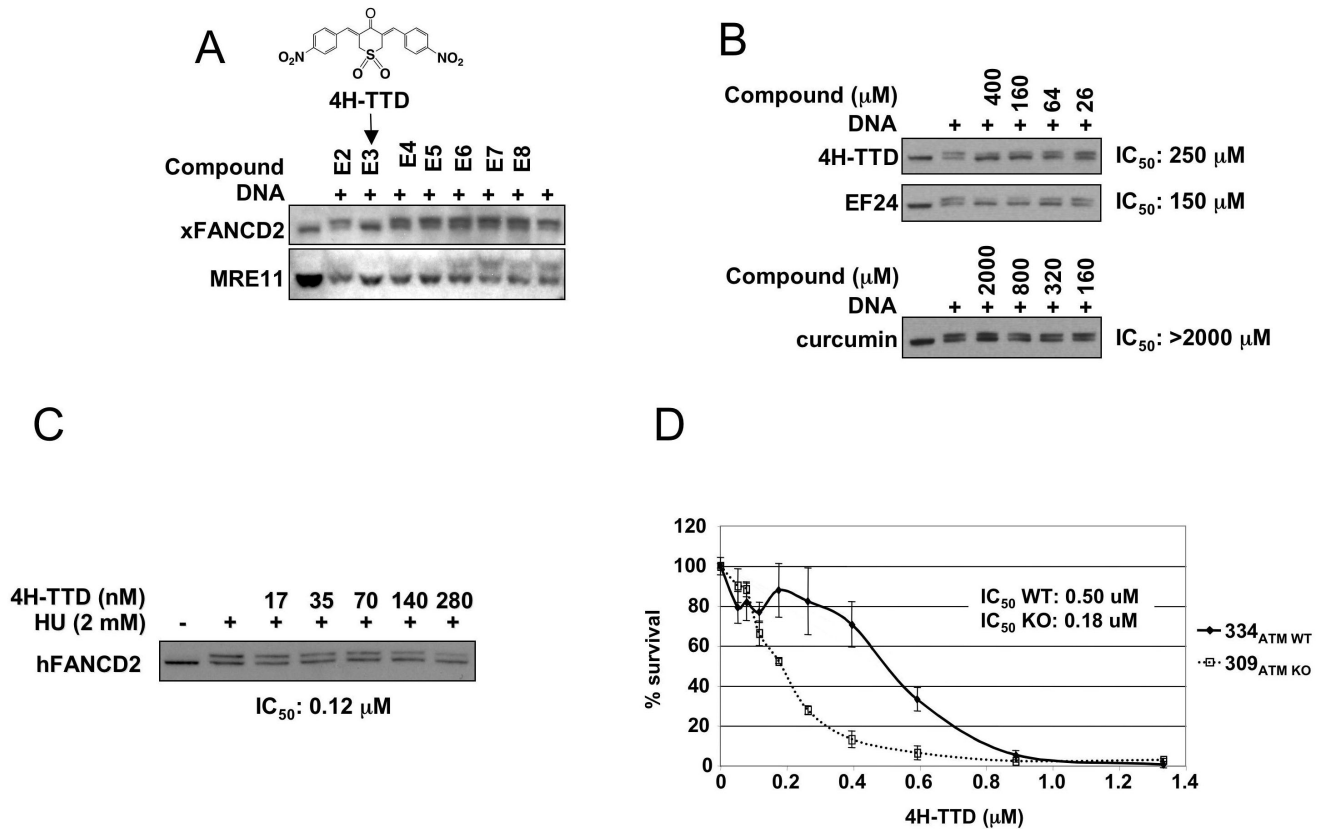 A
O
O₂N
NO₂
S
O O
4H-TTD
Compound E2 E3 E4 E5 E6 E7 E8
DNA + + + + + + + +
xFANCD2
MRE11
B
Compound (μM) 400 160 64 26
DNA + + + + +
4H-TTD IC₅₀: 250 μM
EF24 IC₅₀: 150 μM
Compound (μM) 2000 800 320 160
DNA + + + + +
curcumin IC₅₀: >2000 μM
C
4H-TTD (nM) 17 35 70 140 280
HU (2 mM) - + + + + + +
hFANCD2
IC₅₀: 0.12 μM
D
% survival
120
100
80
60
40
20
0
IC₅₀ WT: 0.50 uM
IC₅₀ KO: 0.18 uM
334 ATM WT
309 ATM KO
0 0.2 0.4 0.6 0.8 1.0 1.2 1.4
4H-TTD (μM)